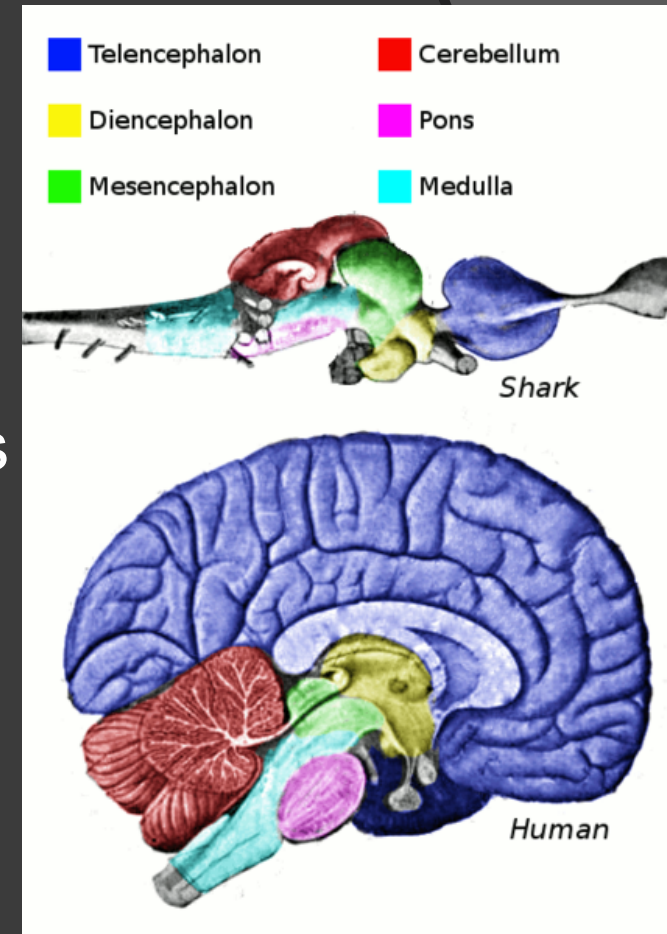 Telencephalon
Cerebellum
Diencephalon
Pons
Mesencephalon
Medulla
Shark
s
Human